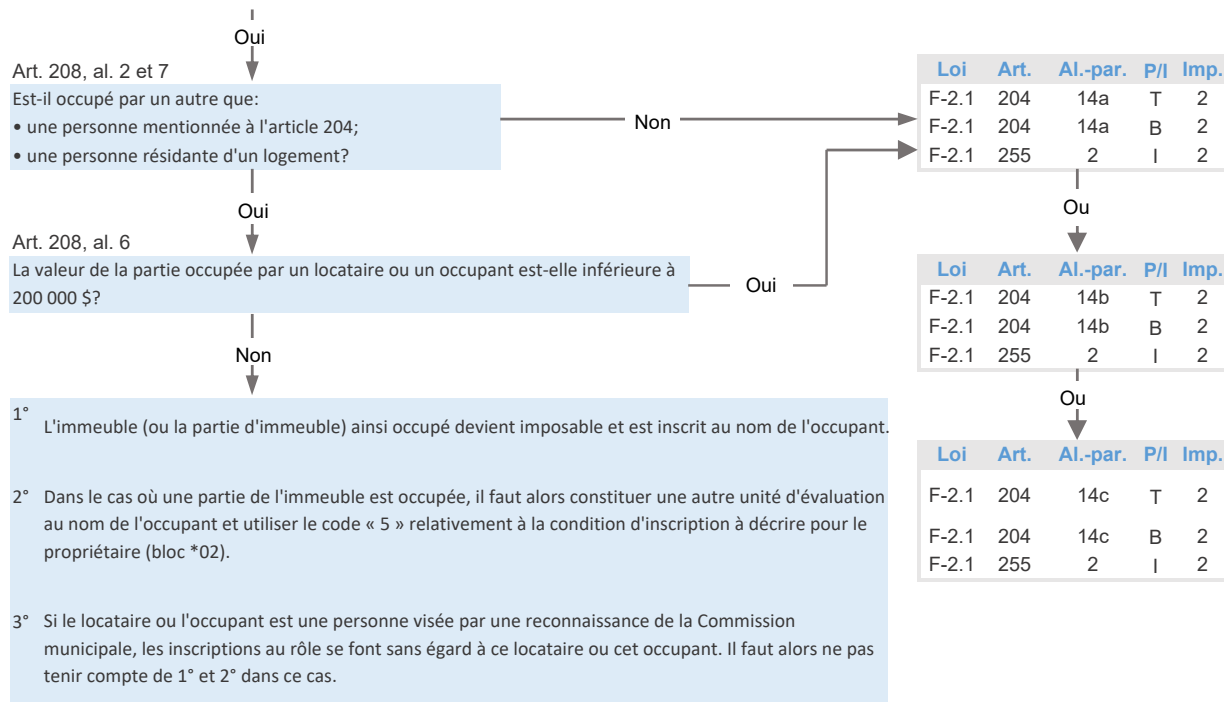 Oui
Art. 208, al. 2 et 7
Est-il occupé par un autre que:
• une personne mentionnée à l'article 204;
• une personne résidante d'un logement?
Non
Oui
Art. 208, al. 6
La valeur de la partie occupée par un locataire ou un occupant est-elle inférieure à
200 000 $?
Oui
Non
1° L'immeuble (ou la partie d'immeuble) ainsi occupé devient imposable et est inscrit au nom de l'occupant.
2° Dans le cas où une partie de l'immeuble est occupée, il faut alors constituer une autre unité d'évaluation
au nom de l'occupant et utiliser le code « 5 » relativement à la condition d'inscription à décrire pour le
propriétaire (bloc *02).
3° Si le locataire ou l'occupant est une personne visée par une reconnaissance de la Commission
municipale, les inscriptions au rôle se font sans égard à ce locataire ou cet occupant. Il faut alors ne pas
tenir compte de 1° et 2° dans ce cas.
Loi Art. Al.-par. P/I Imp.
F-2.1 204 14a T 2
F-2.1 204 14a B 2
F-2.1 255 2 I 2
Ou
Loi Art. Al.-par. P/I Imp.
F-2.1 204 14b T 2
F-2.1 204 14b B 2
F-2.1 255 2 I 2
Ou
Loi Art. Al.-par. P/I Imp.
F-2.1 204 14c T 2
F-2.1 204 14c B 2
F-2.1 255 2 I 2